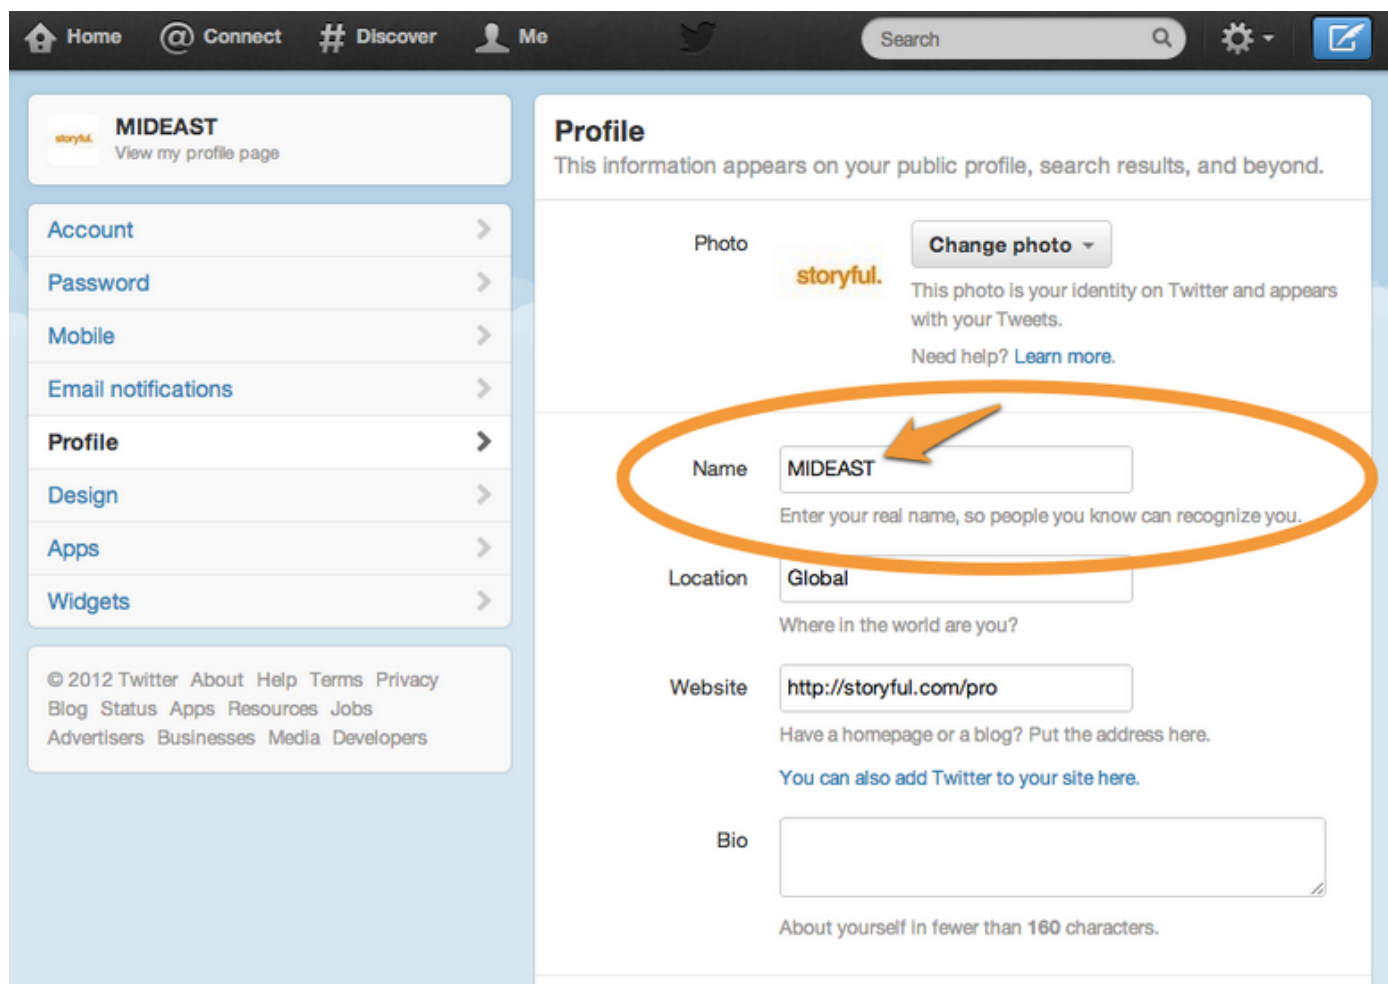 Home @ Connect # Discover Me Search
storyful. MIDEAST
View my profile page
Account
Password
Mobile
Email notifications
Profile
Design
Apps
Widgets
© 2012 Twitter About Help Terms Privacy
Blog Status Apps Resources Jobs
Advertisers Businesses Media Developers
Profile
This information appears on your public profile, search results, and beyond.
Photo
storyful.
Change photo
This photo is your identity on Twitter and appears
with your Tweets.
Need help? Learn more.
Name MIDEAST
Enter your real name, so people you know can recognize you.
Location Global
Where in the world are you?
Website http://storyful.com/pro
Have a homepage or a blog? Put the address here.
You can also add Twitter to your site here.
Bio
About yourself in fewer than 160 characters.